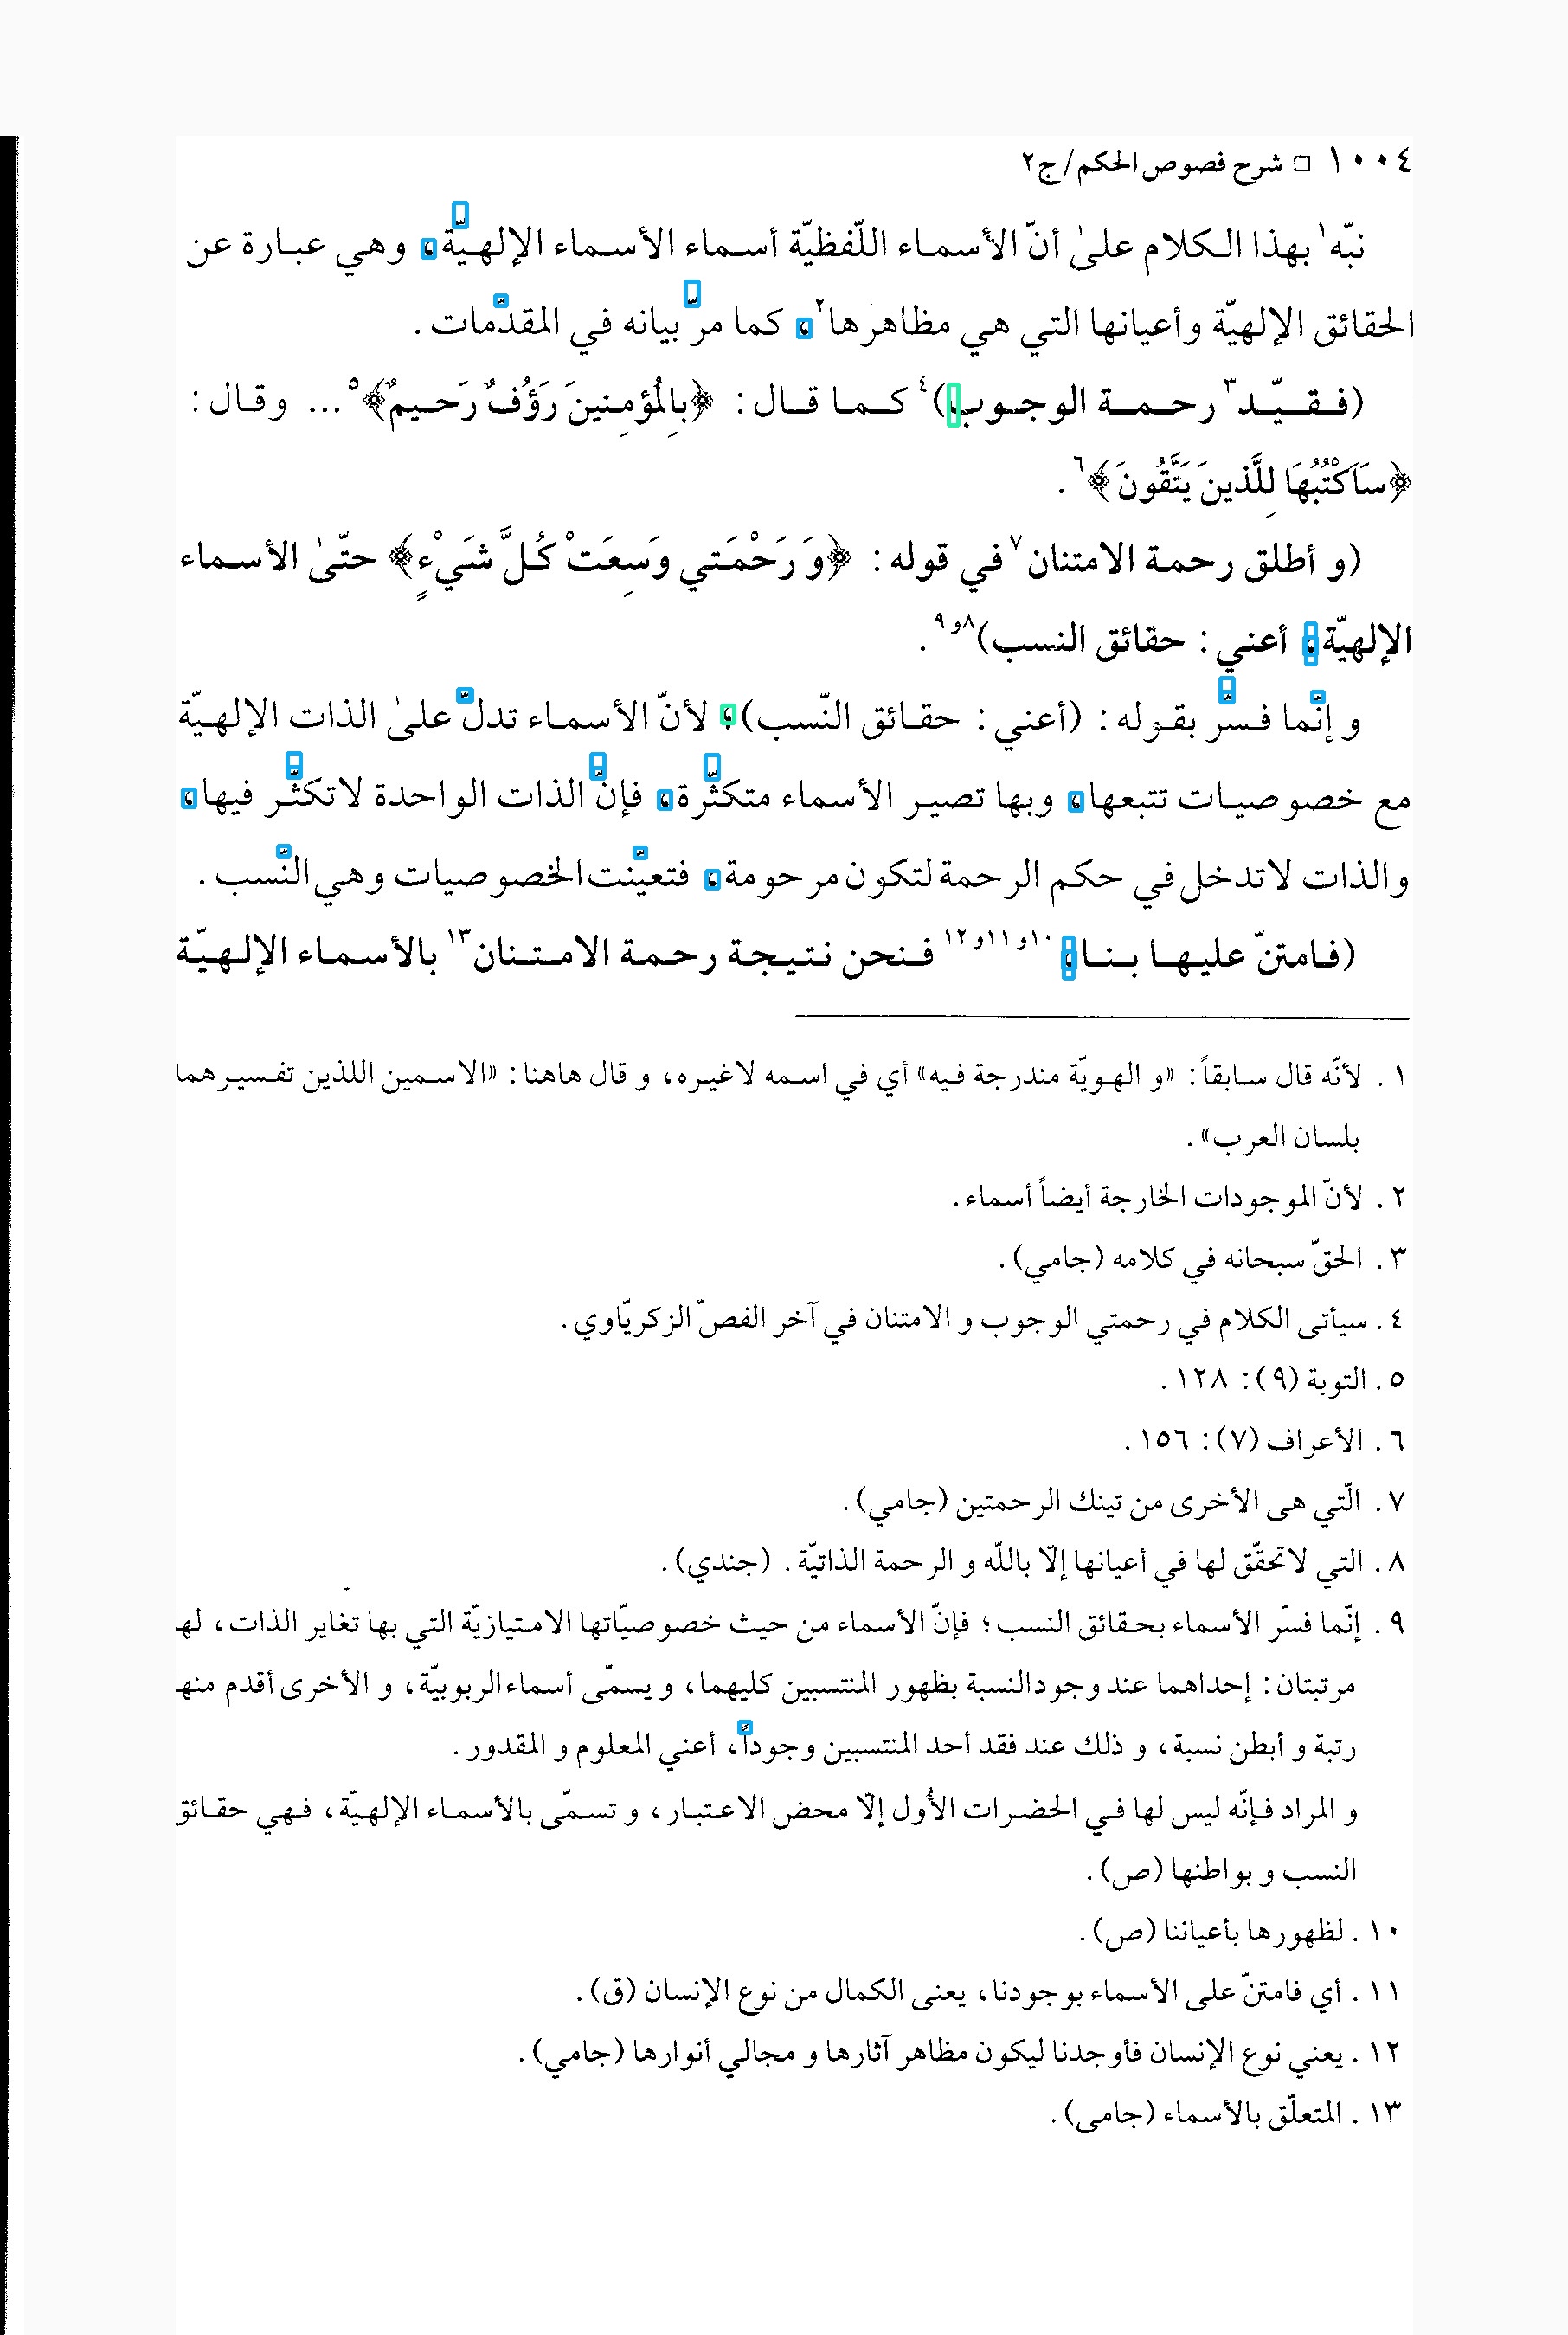 ١٠٠٤ □ شرح فصوص الحكم/ج٢
نبّه١ بهذا الكلام علىٰ أنّ الأسماء اللّفظيّة أسماء الأسماء الإلهيّة، وهي عبارة عن
الحقائق الإلهيّة وأعيانها التي هي مظاهرها٢، كما مرّ بيانه في المقدّمات.
(فقيّد٣ رحمة الوجوب)٤ كما قال: ﴿بِالْمُؤمِنينَ رَؤُفٌ رَحيمٌ﴾٥... وقال:
﴿سَاَكْتُبُهَا لِلَّذينَ يَتَّقُونَ﴾٦.
(و أطلق رحمة الامتنان٧ في قوله: ﴿وَ رَحْمَتي وَسِعَتْ كُلَّ شَيْءٍ﴾ حتّىٰ الأسماء
الإلهيّة، أعني: حقائق النسب)٨و٩.
و إنّما فسّر بقوله: (أعني: حقائق النّسب)؛ لأنّ الأسماء تدلّ علىٰ الذات الإلهيّة
مع خصوصيات تتبعها، وبها تصير الأسماء متكثّرة، فإنّ الذات الواحدة لاتكثّر فيها،
والذات لاتدخل في حكم الرحمة لتكون مرحومة، فتعيّنت الخصوصيات وهي النّسب.
(فامتنّ عليها بنا،١٠و١١و١٢ فنحن نتيجة رحمة الامتنان١٣ بالأسماء الإلهيّة
١. لأنّه قال سابقاً: «و الهويّة مندرجة فيه» أي في اسمه لاغيره، و قال هاهنا: «الاسمين اللذين تفسيرهما
بلسان العرب».
٢. لأنّ الموجودات الخارجة أيضاً أسماء.
٣. الحقّ سبحانه في كلامه (جامي).
٤. سيأتى الكلام في رحمتي الوجوب و الامتنان في آخر الفصّ الزكريّاوي.
٥. التوبة (٩): ١٢٨.
٦. الأعراف (٧): ١٥٦.
٧. الّتي هى الأخرى من تينك الرحمتين (جامي).
٨. التي لاتحقّق لها في أعيانها إلّا باللّه و الرحمة الذاتيّة. (جندي).
٩. إنّما فسّر الأسماء بحقائق النسب؛ فإنّ الأسماء من حيث خصوصيّاتها الامتيازيّة التي بها تغاير الذات، لها
مرتبتان: إحداهما عند وجودالنسبة بظهور المنتسبين كليهما، و يسمّى أسماء الربوبيّة، و الأخرى أقدم منها
رتبة و أبطن نسبة، و ذلك عند فقد أحد المنتسبين وجوداً، أعني المعلوم و المقدور.
و المراد فإنّه ليس لها في الحضرات الأُول إلّا محض الاعتبار، و تسمّى بالأسماء الإلهيّة، فهي حقائق
النسب و بواطنها (ص).
١٠. لظهورها بأعياننا (ص).
١١. أي فامتنّ على الأسماء بوجودنا، يعنى الكمال من نوع الإنسان (ق).
١٢. يعني نوع الإنسان فأوجدنا ليكون مظاهر آثارها و مجالي أنوارها (جامي).
١٣. المتعلّق بالأسماء (جامى).